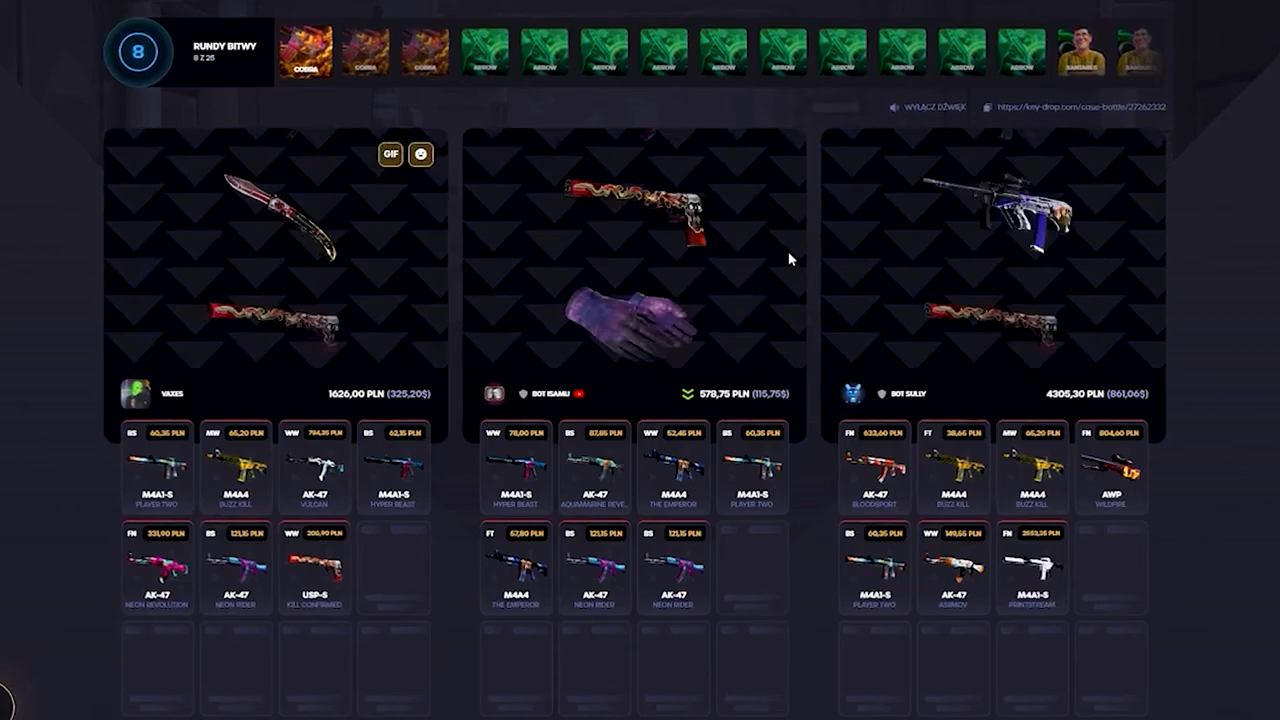 8
RUNDY BITWY
8 Z 25
COBRA
COBRA
COBRA
ARROW
ARROW
ARROW
ARROW
ARROW
ARROW
ARROW
ARROW
ARROW
ARROW
WYŁĄCZ DŹWIĘK
https://key-drop.com/case-battle/27262332
GIF
VAXES
1626,00 PLN (325,20$)
BOT ISAMU
578,75 PLN (115,75$)
BOT SULLY
4305,30 PLN (861,06$)
BS 60,35 PLN
M4A1-S
PLAYER TWO
MW 65,20 PLN
M4A4
BUZZ KILL
WW 784,35 PLN
AK-47
VULCAN
BS 62,15 PLN
M4A1-S
HYPER BEAST
WW 78,00 PLN
M4A1-S
HYPER BEAST
BS 87,85 PLN
AK-47
AQUAMARINE REVE...
WW 52,45 PLN
M4A4
THE EMPEROR
BS 60,35 PLN
M4A1-S
PLAYER TWO
FN 633,60 PLN
AK-47
BLOODSPORT
FT 38,65 PLN
M4A4
BUZZ KILL
MW 65,20 PLN
M4A4
BUZZ KILL
FN 804,60 PLN
AWP
WILDFIRE
FN 331,90 PLN
AK-47
NEON REVOLUTION
BS 121,15 PLN
AK-47
NEON RIDER
WW 200,90 PLN
USP-S
KILL CONFIRMED
FT 57,80 PLN
M4A4
THE EMPEROR
BS 121,15 PLN
AK-47
NEON RIDER
BS 121,15 PLN
AK-47
NEON RIDER
BS 60,35 PLN
M4A1-S
PLAYER TWO
WW 149,55 PLN
AK-47
ASIIMOV
FN 2553,35 PLN
M4A1-S
PRINTSTREAM